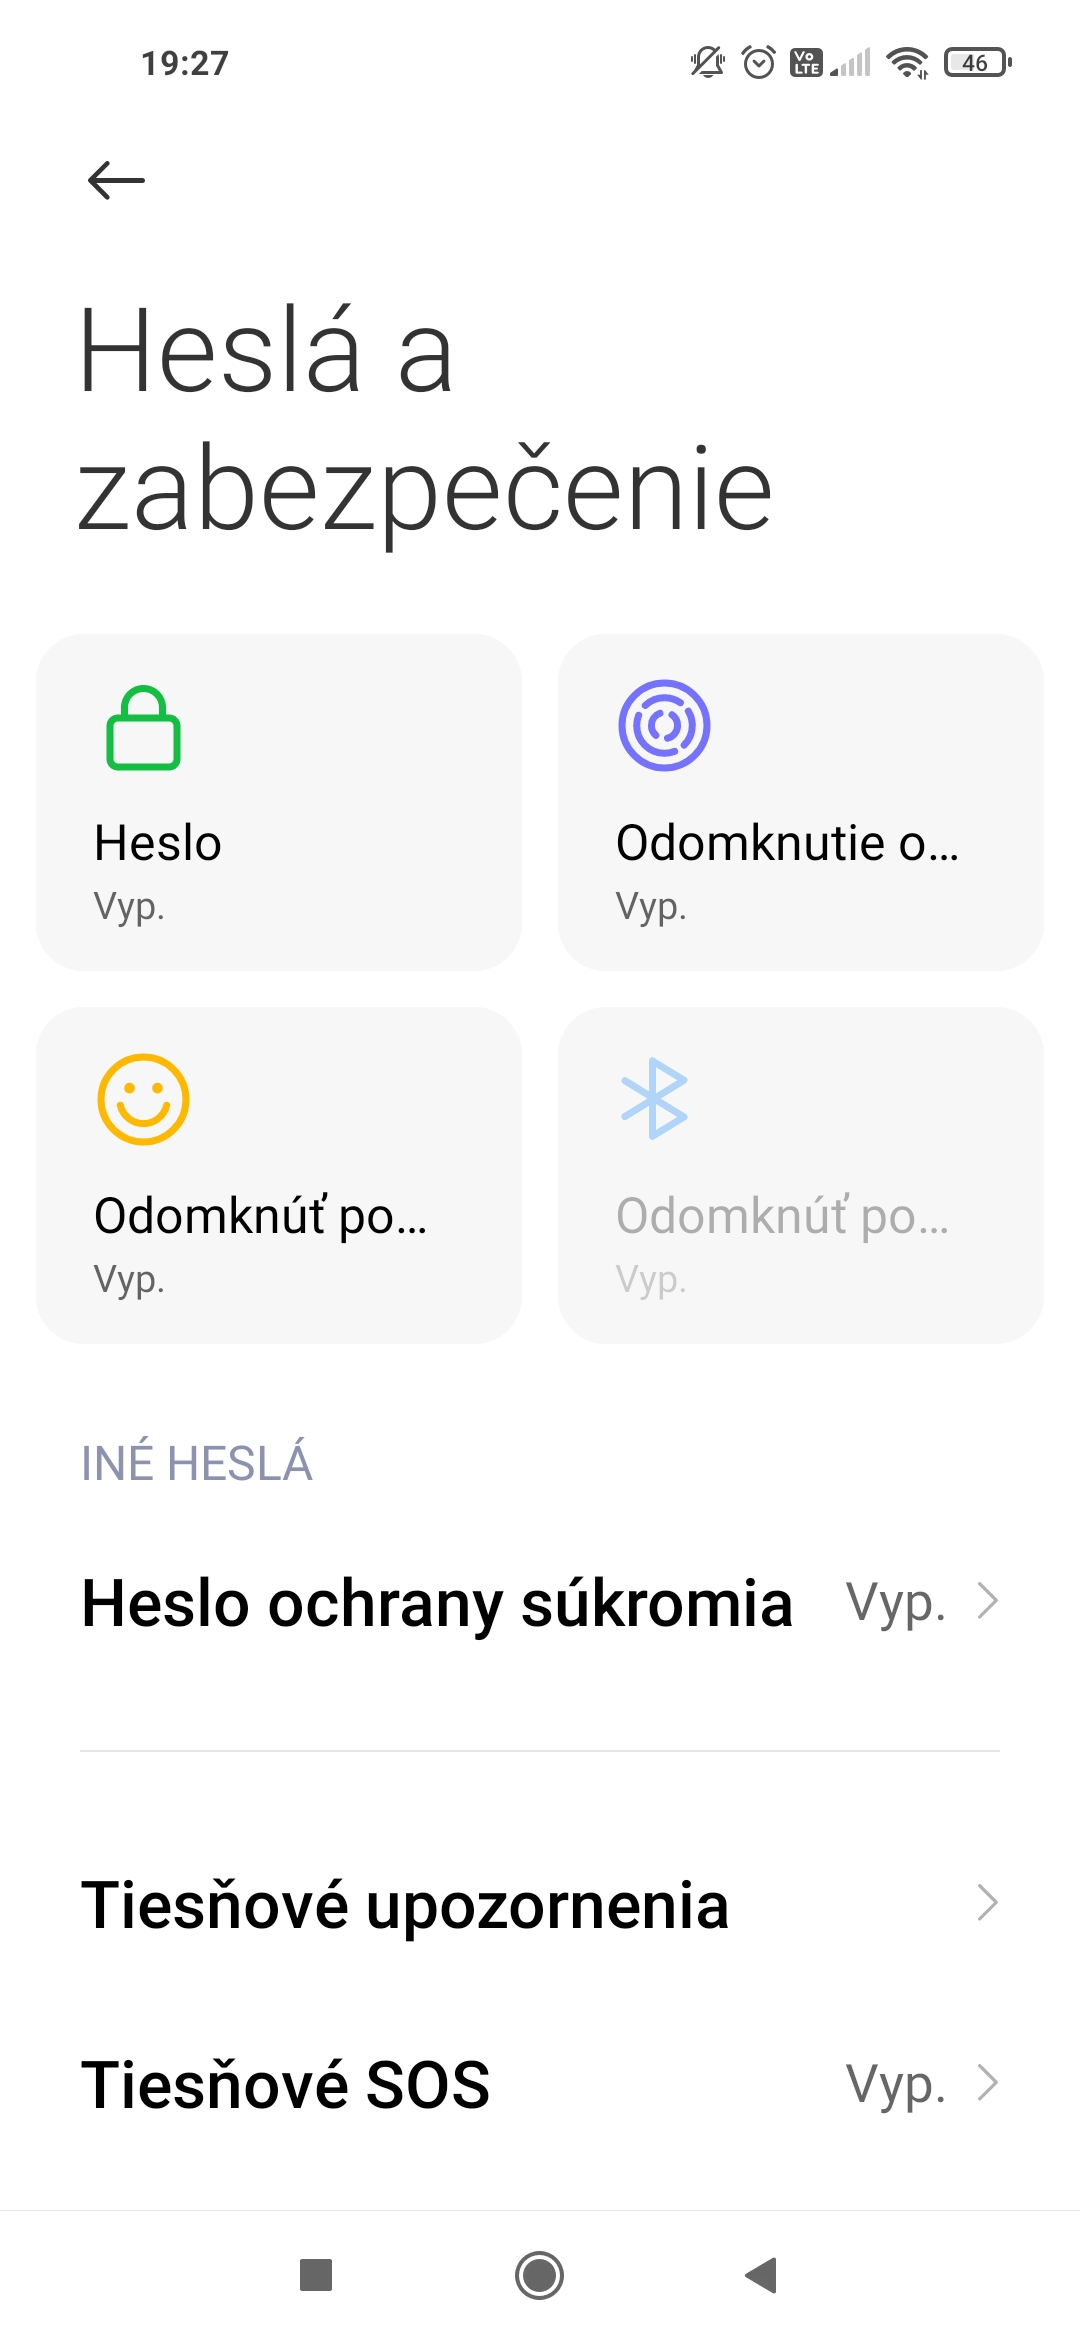 19:27
Vo LTE
46
Heslá a
zabezpečenie
Heslo
Vyp.
Odomknutie o...
Vyp.
Odomknúť po...
Vyp.
Odomknúť po...
Vyp.
INÉ HESLÁ
Heslo ochrany súkromia Vyp.
Tiesňové upozornenia
Tiesňové SOS Vyp.